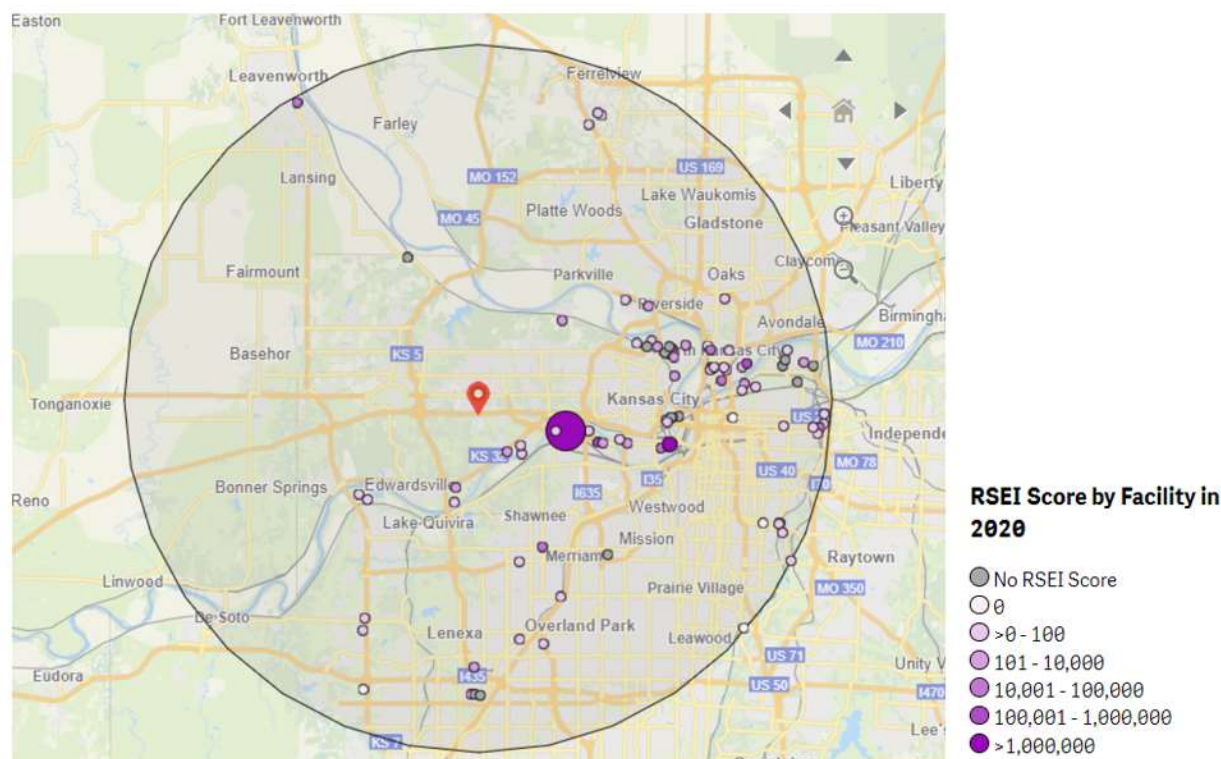 Easton
Fort Leavenworth
Leavenworth
Ferrelview
Farley
Lansing
MO 152
US 169
Lake Waukomis
Liberty
Platte Woods
MO 45
Gladstone
Pleasant Valley
Fairmount
Parkville
Oaks
Claycomo
Riverside
Birmingha
Avondale
KS 5
MO 210
Basehor
Kansas City
Tonganoxie
Kansas City
US 2
Independe
KS 32
MO 78
I35
US 40
Bonner Springs
Edwardsville
I635
I70
Reno
Shawnee
Westwood
Lake Quivira
Mission
Merriam
Raytown
Linwood
Prairie Village
MO 350
De Soto
Lenexa
Overland Park
Leawood
US 71
Unity V
Eudora
I435
US 50
I470
KS 7
Lee's
RSEI Score by Facility in
2020
No RSEI Score
0
>0 - 100
101 - 10,000
10,001 - 100,000
100,001 - 1,000,000
>1,000,000